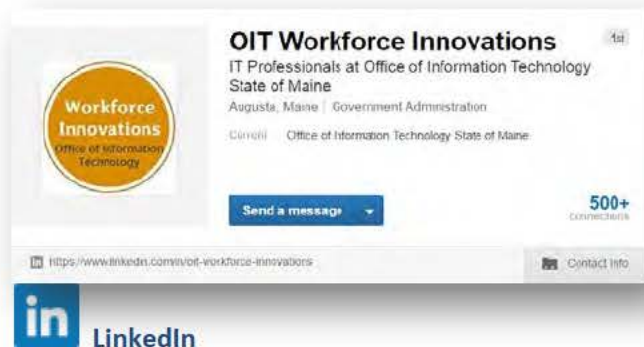 OIT Workforce Innovations
1st
IT Professionals at Office of Information Technology
State of Maine
Augusta, Maine | Government Administration
Current Office of Information Technology State of Maine
Workforce
Innovations
Office of Information
Technology
Send a message
500+
connections
https://www.linkedin.com/in/oit-workforce-innovations
Contact Info
in
LinkedIn